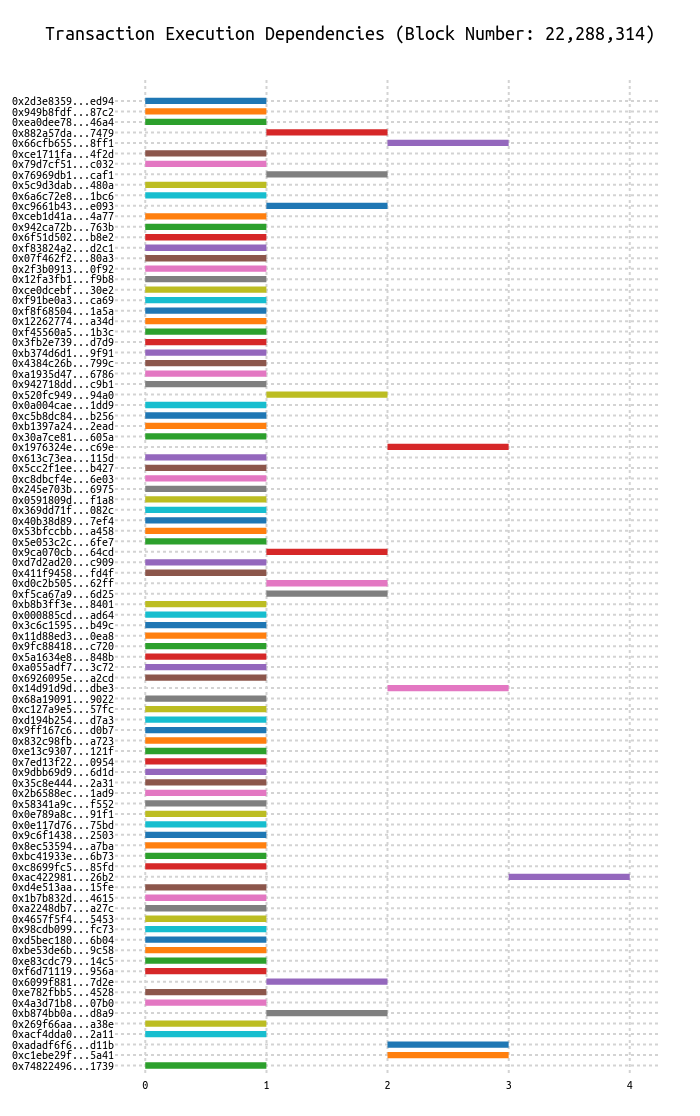 Transaction Execution Dependencies (Block Number: 22,288,314)
0x2d3e8359...ed94
0x949b8fdf...87c2
0xea0dee78...46a4
0x882a57da...7479
0x66cfb655...8ff1
0xce1711fa...4f2d
0x79d7cf51...c032
0x76969db1...caf1
0x5c9d3dab...480a
0x6a6c72e8...1bc6
0xc9661b43...e093
0xceb1d41a...4a77
0x942ca72b...763b
0x6f51d502...b8e2
0xf83824a2...d2c1
0x07f462f2...80a3
0x2f3b0913...0f92
0x12fa3fb1...f9b8
0xce0dcebf...30e2
0xf91be0a3...ca69
0xf8f68504...1a5a
0x12262774...a34d
0xf45560a5...1b3c
0x3fb2e739...d7d9
0xb374d6d1...9f91
0x4384c26b...799c
0xa1935d47...6786
0x942718dd...c9b1
0x520fc949...94a0
0x0a004cae...1dd9
0xc5b8dc84...b256
0xb1397a24...2ead
0x30a7ce81...605a
0x1976324e...c69e
0x613c73ea...115d
0x5cc2f1ee...b427
0xc8dbcf4e...6e03
0x245e703b...6975
0x0591809d...f1a8
0x369dd71f...082c
0x40b38d89...7ef4
0x53bfccbb...a458
0x5e053c2c...6fe7
0x9ca070cb...64cd
0xd7d2ad20...c909
0x411f9458...fd4f
0xd0c2b505...62ff
0xf5ca67a9...6d25
0xb8b3ff3e...8401
0x000885cd...ad64
0x3c6c1595...b49c
0x11d88ed3...0ea8
0x9fc88418...c720
0x5a1634e8...848b
0xa055adf7...3c72
0x6926095e...a2cd
0x14d91d9d...dbe3
0x68a19091...9022
0xc127a9e5...57fc
0xd194b254...d7a3
0x9ff167c6...d0b7
0x832c98fb...a723
0xe13c9307...121f
0x7ed13f22...0954
0x9dbb69d9...6d1d
0x35c8e444...2a31
0x2b6588ec...1ad9
0x58341a9c...f552
0x0e789a8c...91f1
0x0e117d76...75bd
0x9c6f1438...2503
0x8ec53594...a7ba
0xbc41933e...6b73
0xc8699fc5...85fd
0xac422981...26b2
0xd4e513aa...15fe
0x1b7b832d...4615
0xa2248db7...a27c
0x4657f5f4...5453
0x98cdb099...fc73
0xd5bec180...6b04
0xbe53de6b...9c58
0xe83cdc79...14c5
0xf6d71119...956a
0x6099f881...7d2e
0xe782fbb5...4528
0x4a3d71b8...07b0
0xb874bb0a...d8a9
0x269f66aa...a38e
0xacf4dda0...2a11
0xadadf6f6...d11b
0xc1ebe29f...5a41
0x74822496...1739
0 1 2 3 4